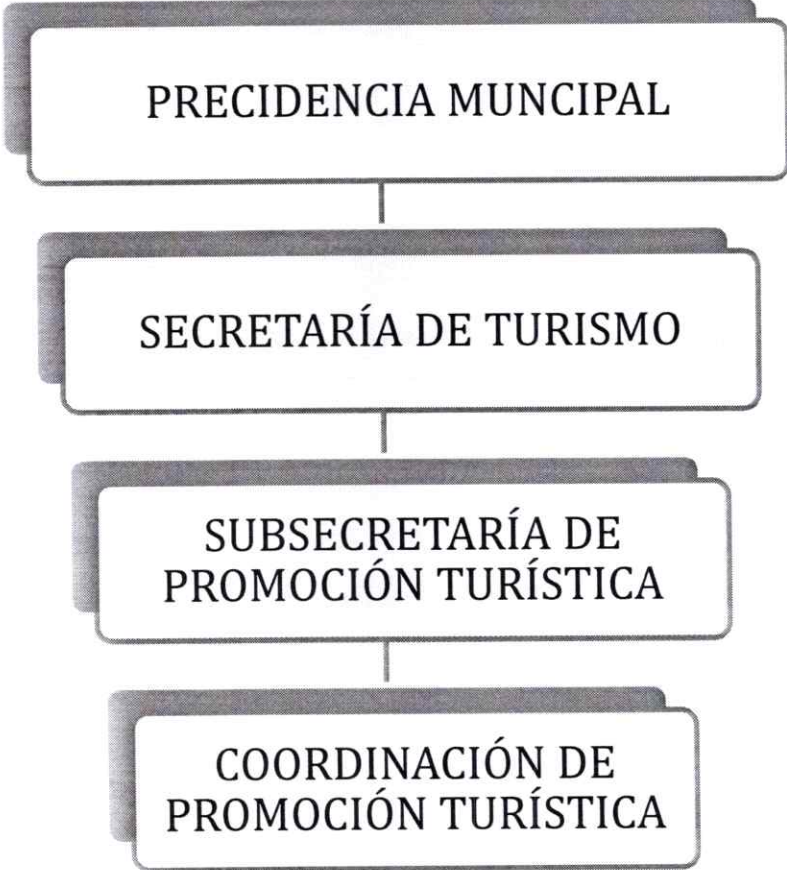 PRECIDENCIA MUNCIPAL
SECRETARÍA DE TURISMO
SUBSECRETARÍA DE
PROMOCIÓN TURÍSTICA
COORDINACIÓN DE
PROMOCIÓN TURÍSTICA